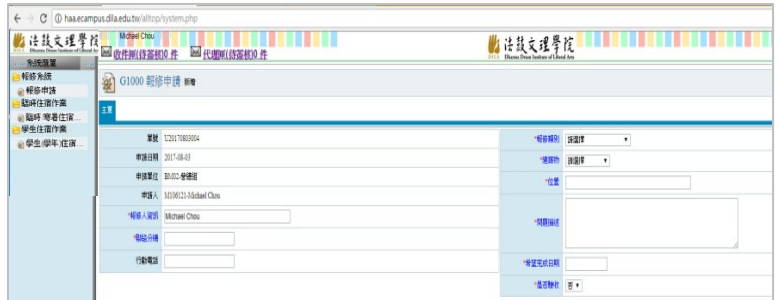 haa.ecampus.dila.edu.tw/alltop/system.php
法鼓文理學院
Dharma Drum Institute of Liberal Arts
Michael Chou
收件匣(待簽核)0 件 代理匣(待簽核)0 件
法鼓文理學院
Dharma Drum Institute of Liberal Arts
系統選單
報修系統
報修申請
臨時住宿作業
臨時 寒暑住宿...
學生住宿作業
學生(學年)住宿...
G1000 報修申請 新增
主頁
單號 U20170803004
申請日期 2017-08-03
申請單位
申請人 M106121-Michael Chou
*報修人資訊 Michael Chou
*聯絡分機
行動電話
*報修類別 請選擇
*建築物 請選擇
*位置
*問題描述
*希望完成日期
*是否驗收 否